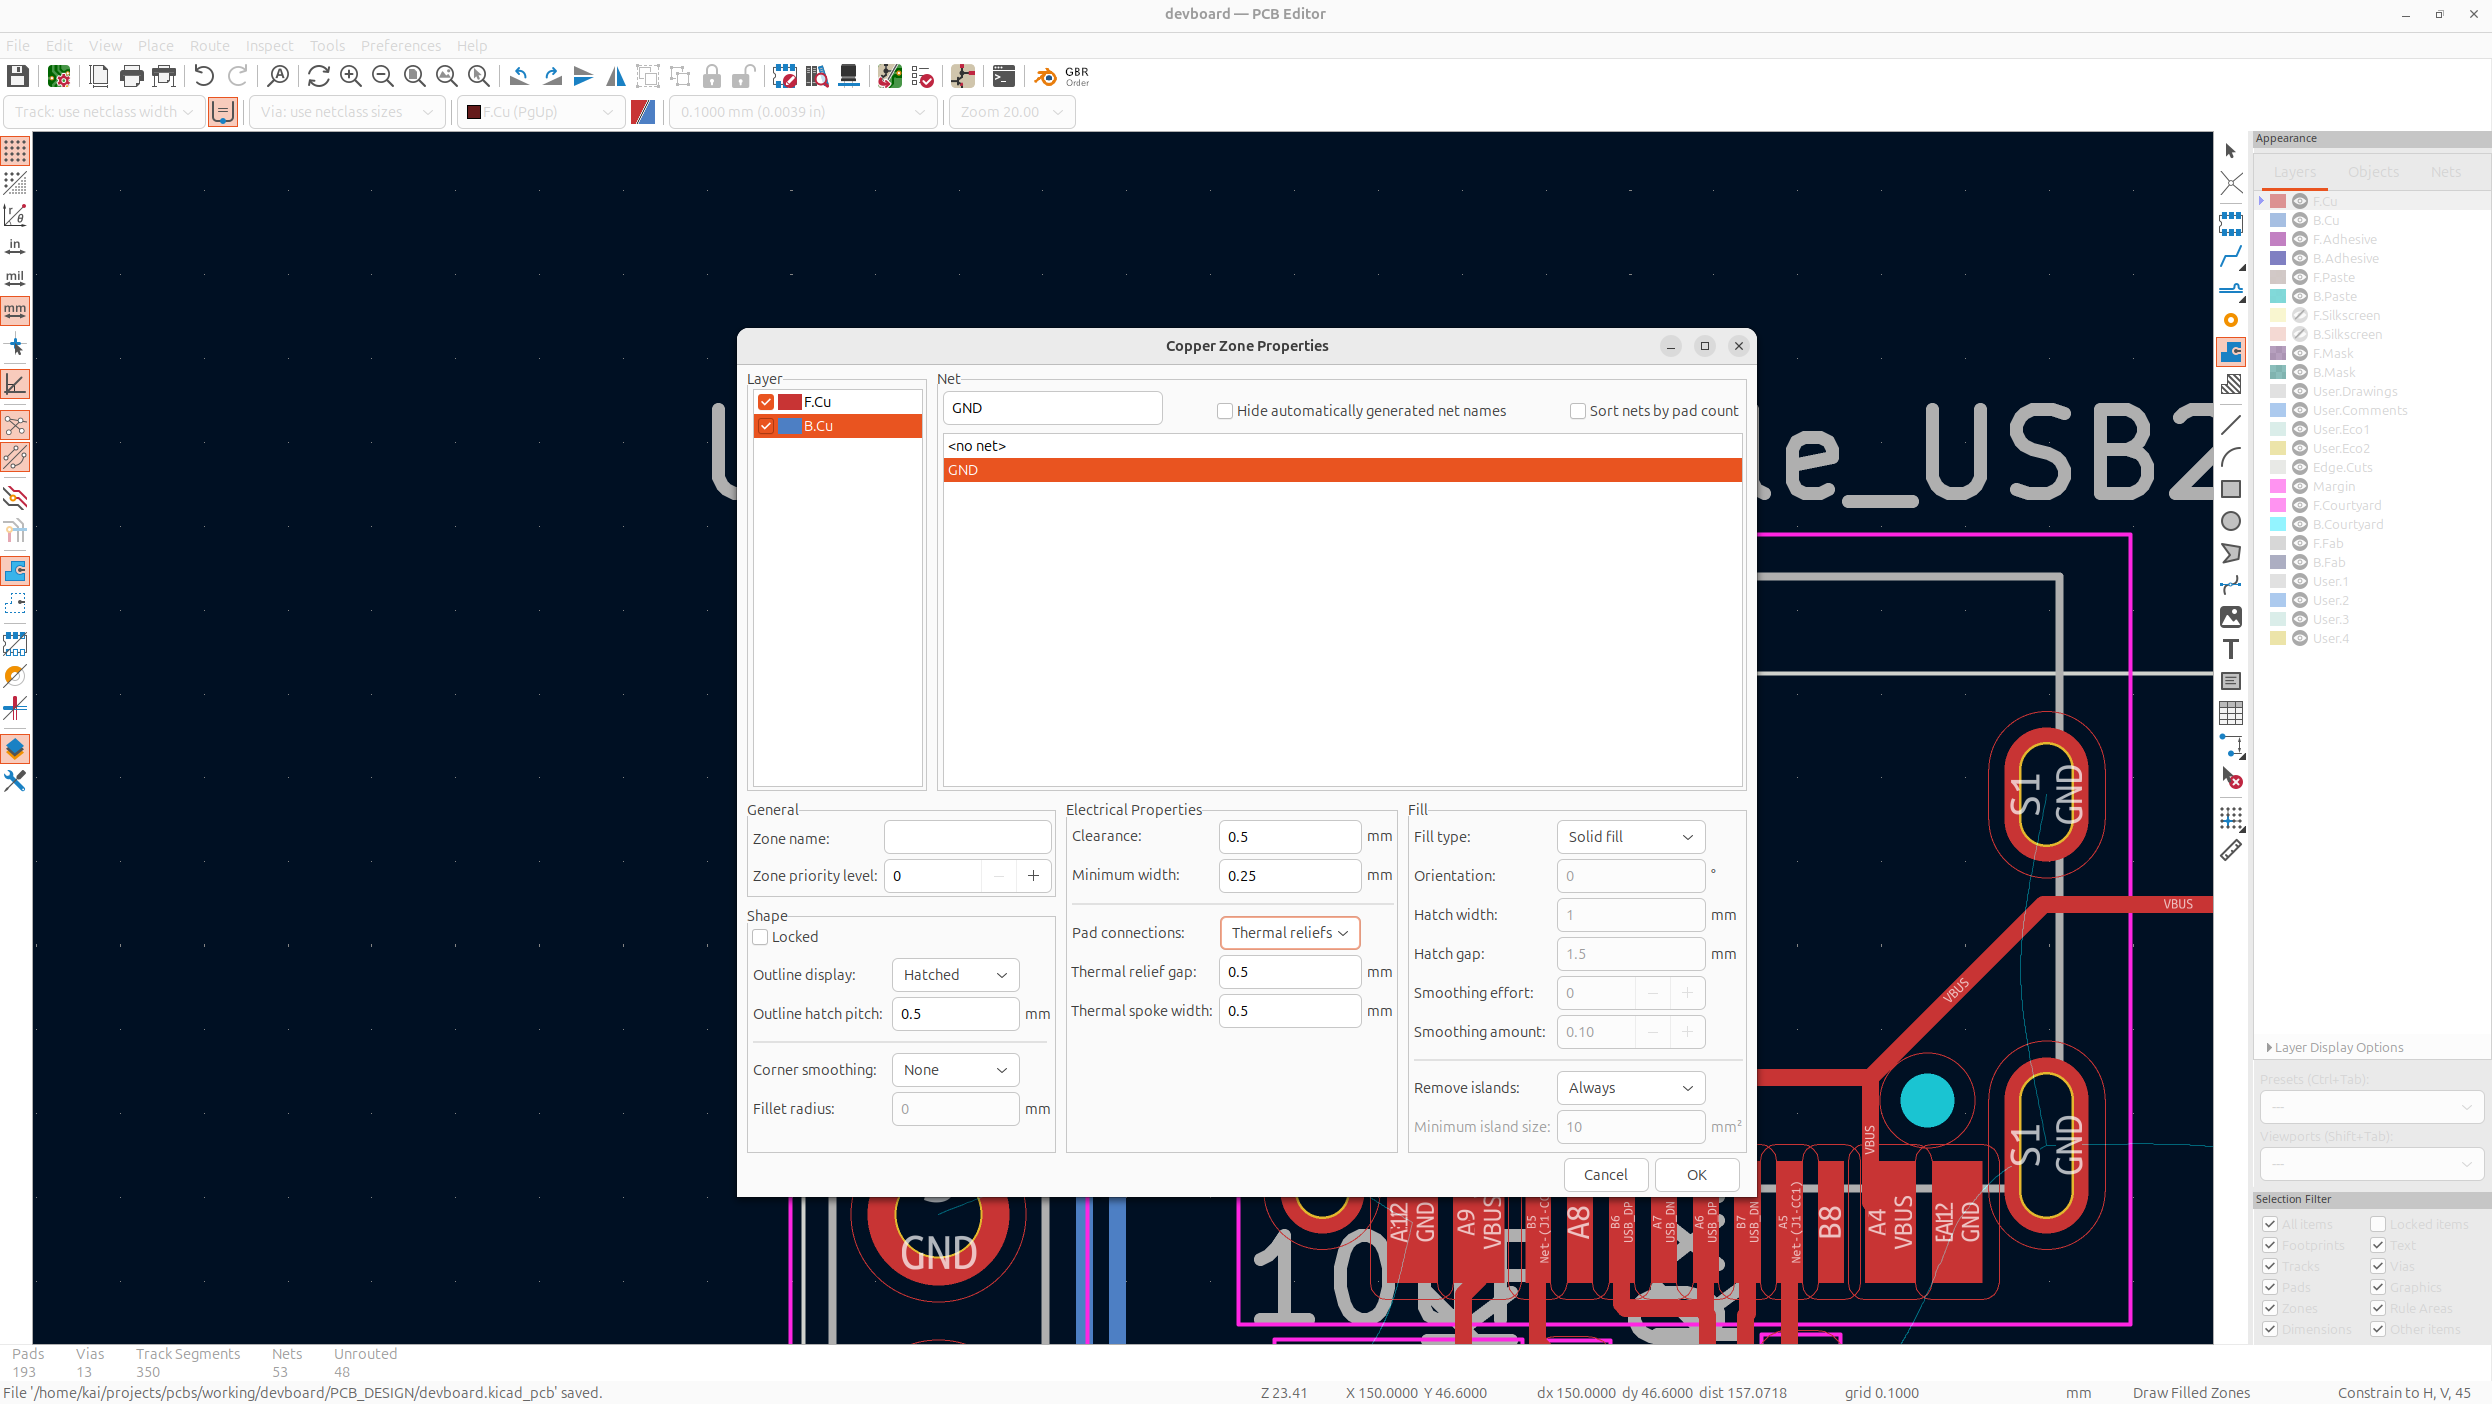 devboard — PCB Editor
File Edit View Place Route Inspect Tools Preferences Help
GBR
Order
Track: use netclass width
Via: use netclass sizes
F.Cu (PgUp)
0.1000 mm (0.0039 in)
Zoom 20.00
in
mil
mm
Copper Zone Properties
Layer
F.Cu
B.Cu
Net
GND
Hide automatically generated net names
Sort nets by pad count
<no net>
GND
General
Zone name:
Zone priority level: 0
Shape
Locked
Outline display: Hatched
Outline hatch pitch: 0.5 mm
Corner smoothing: None
Fillet radius: 0 mm
Electrical Properties
Clearance: 0.5 mm
Minimum width: 0.25 mm
Pad connections: Thermal reliefs
Thermal relief gap: 0.5 mm
Thermal spoke width: 0.5 mm
Fill
Fill type: Solid fill
Orientation: 0 °
Hatch width: 1 mm
Hatch gap: 1.5 mm
Smoothing effort: 0
Smoothing amount: 0.10
Remove islands: Always
Minimum island size: 10 mm²
Cancel OK
le_USB2
S1
GND
VBUS
VBUS
VBUS
S1
GND
GND
A12
GND
A9
VBUS
B5
A8
B6
USB_DP
A7
USB_DN
A6
USB_DP
B7
USB_DN
A5
Net-(J1-CC1)
B8
A4
VBUS
GND
10
Appearance
Layers Objects Nets
F.Cu
B.Cu
F.Adhesive
B.Adhesive
F.Paste
B.Paste
F.Silkscreen
B.Silkscreen
F.Mask
B.Mask
User.Drawings
User.Comments
User.Eco1
User.Eco2
Edge.Cuts
Margin
F.Courtyard
B.Courtyard
F.Fab
B.Fab
User.1
User.2
User.3
User.4
Layer Display Options
Presets (Ctrl+Tab):
---
Viewports (Shift+Tab):
---
Selection Filter
All items Locked items
Footprints Text
Tracks Vias
Pads Graphics
Zones Rule Areas
Dimensions Other items
Pads Vias Track Segments Nets Unrouted
193 13 350 53 48
File '/home/kai/projects/pcbs/working/devboard/PCB_DESIGN/devboard.kicad_pcb' saved.
Z 23.41
X 150.0000 Y 46.6000
dx 150.0000 dy 46.6000 dist 157.0718
grid 0.1000
mm
Draw Filled Zones
Constrain to H, V, 45